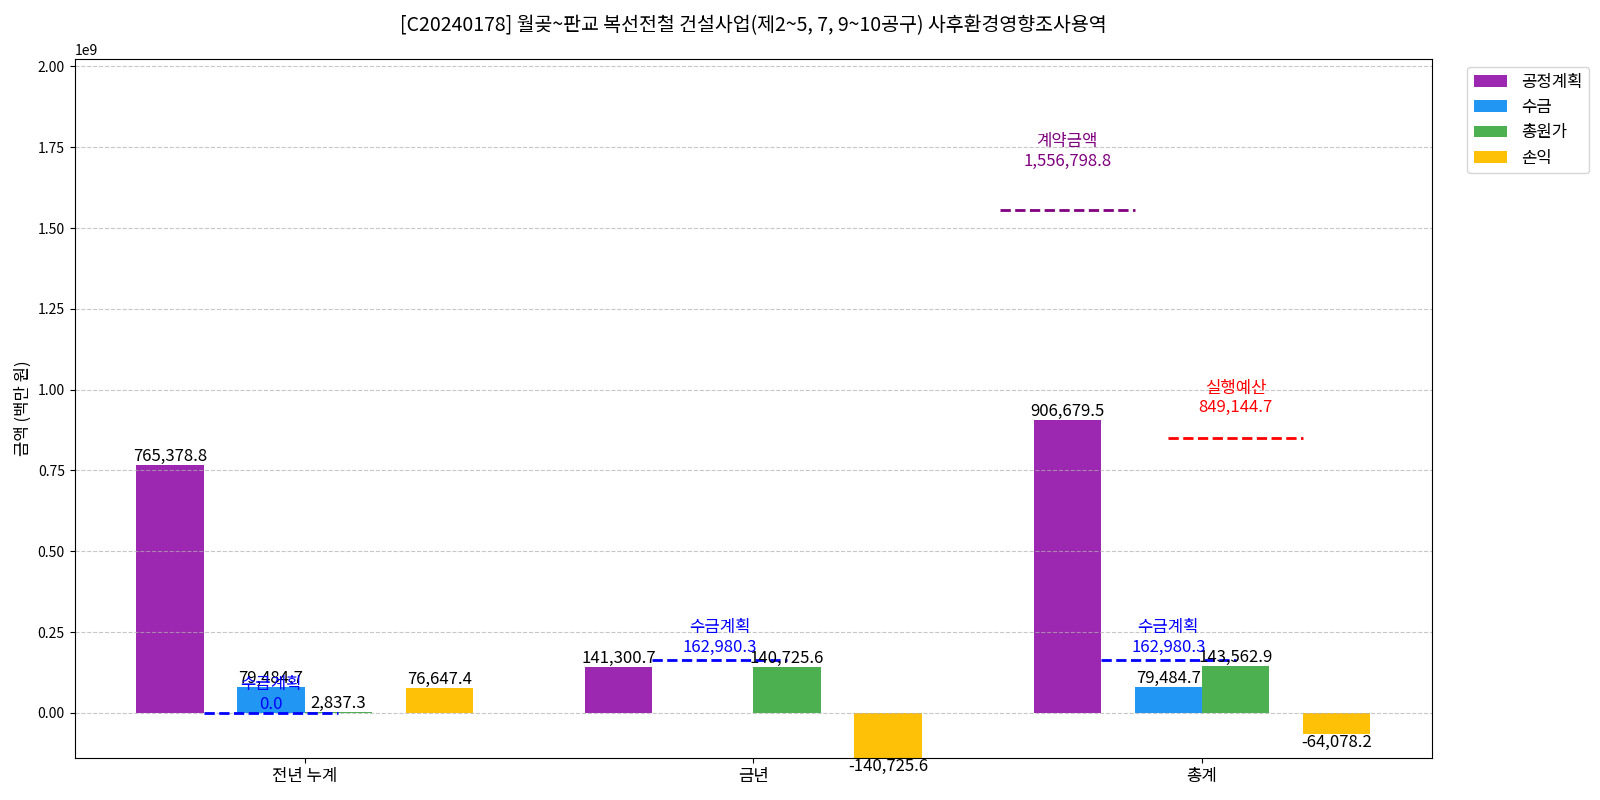 [C20240178] 월곶~판교 복선전철 건설사업(제2~5, 7, 9~10공구) 사후환경영향조사용역
1e9
금액 (백만 원)
2.00
1.75
1.50
1.25
1.00
0.75
0.50
0.25
0.00
공정계획
수금
총원가
손익
계약금액
1,556,798.8
실행예산
849,144.7
765,378.8
79,484.7
수금계획
0.0
2,837.3
76,647.4
141,300.7
수금계획
162,980.3
140,725.6
-140,725.6
906,679.5
수금계획
162,980.3
79,484.7
143,562.9
-64,078.2
전년 누계
금년
총계